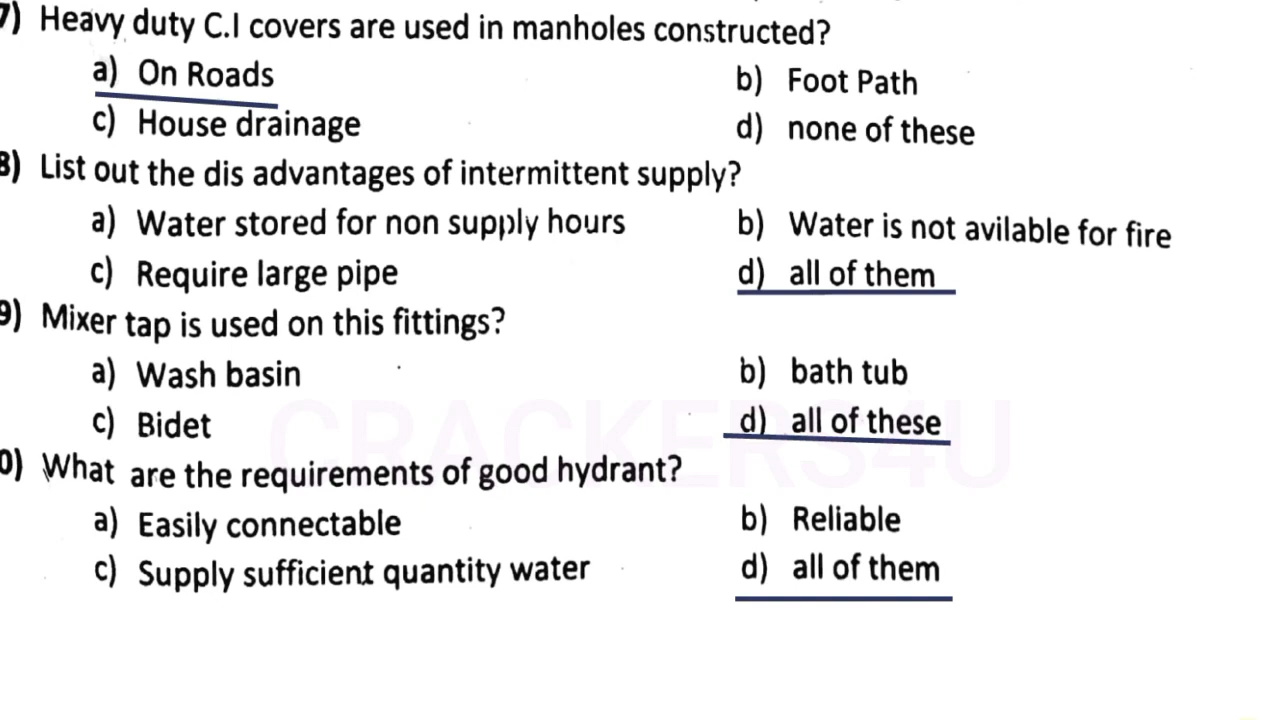 7) Heavy duty C.I covers are used in manholes constructed?
a) On Roads b) Foot Path
c) House drainage d) none of these
8) List out the dis advantages of intermittent supply?
a) Water stored for non supply hours b) Water is not avilable for fire
c) Require large pipe d) all of them
9) Mixer tap is used on this fittings?
a) Wash basin b) bath tub
c) Bidet d) all of these
0) What are the requirements of good hydrant?
a) Easily connectable b) Reliable
c) Supply sufficient quantity water d) all of them
CRACKERS4U